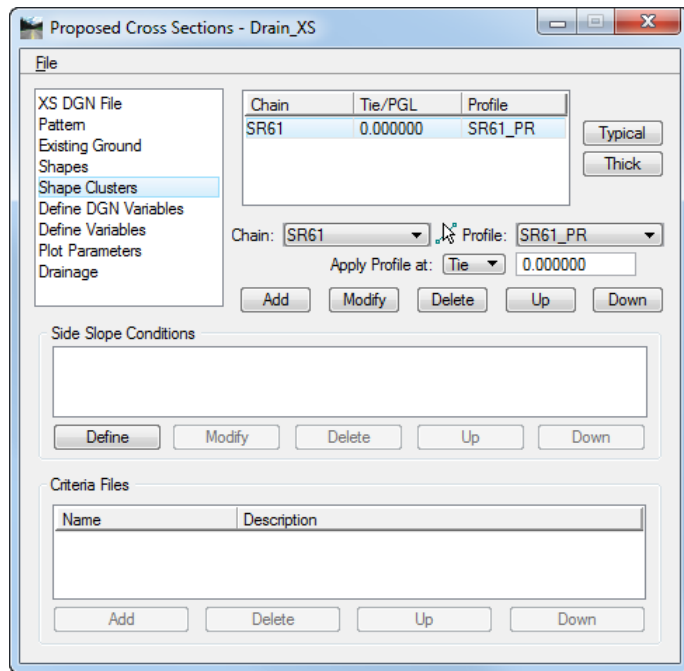 Proposed Cross Sections - Drain_XS
File
XS DGN File
Pattern
Existing Ground
Shapes
Shape Clusters
Define DGN Variables
Define Variables
Plot Parameters
Drainage
Chain Tie/PGL Profile
SR61 0.000000 SR61_PR
Typical
Thick
Chain: SR61 Profile: SR61_PR
Apply Profile at: Tie 0.000000
Add Modify Delete Up Down
Side Slope Conditions
Define Modify Delete Up Down
Criteria Files
Name Description
Add Delete Up Down